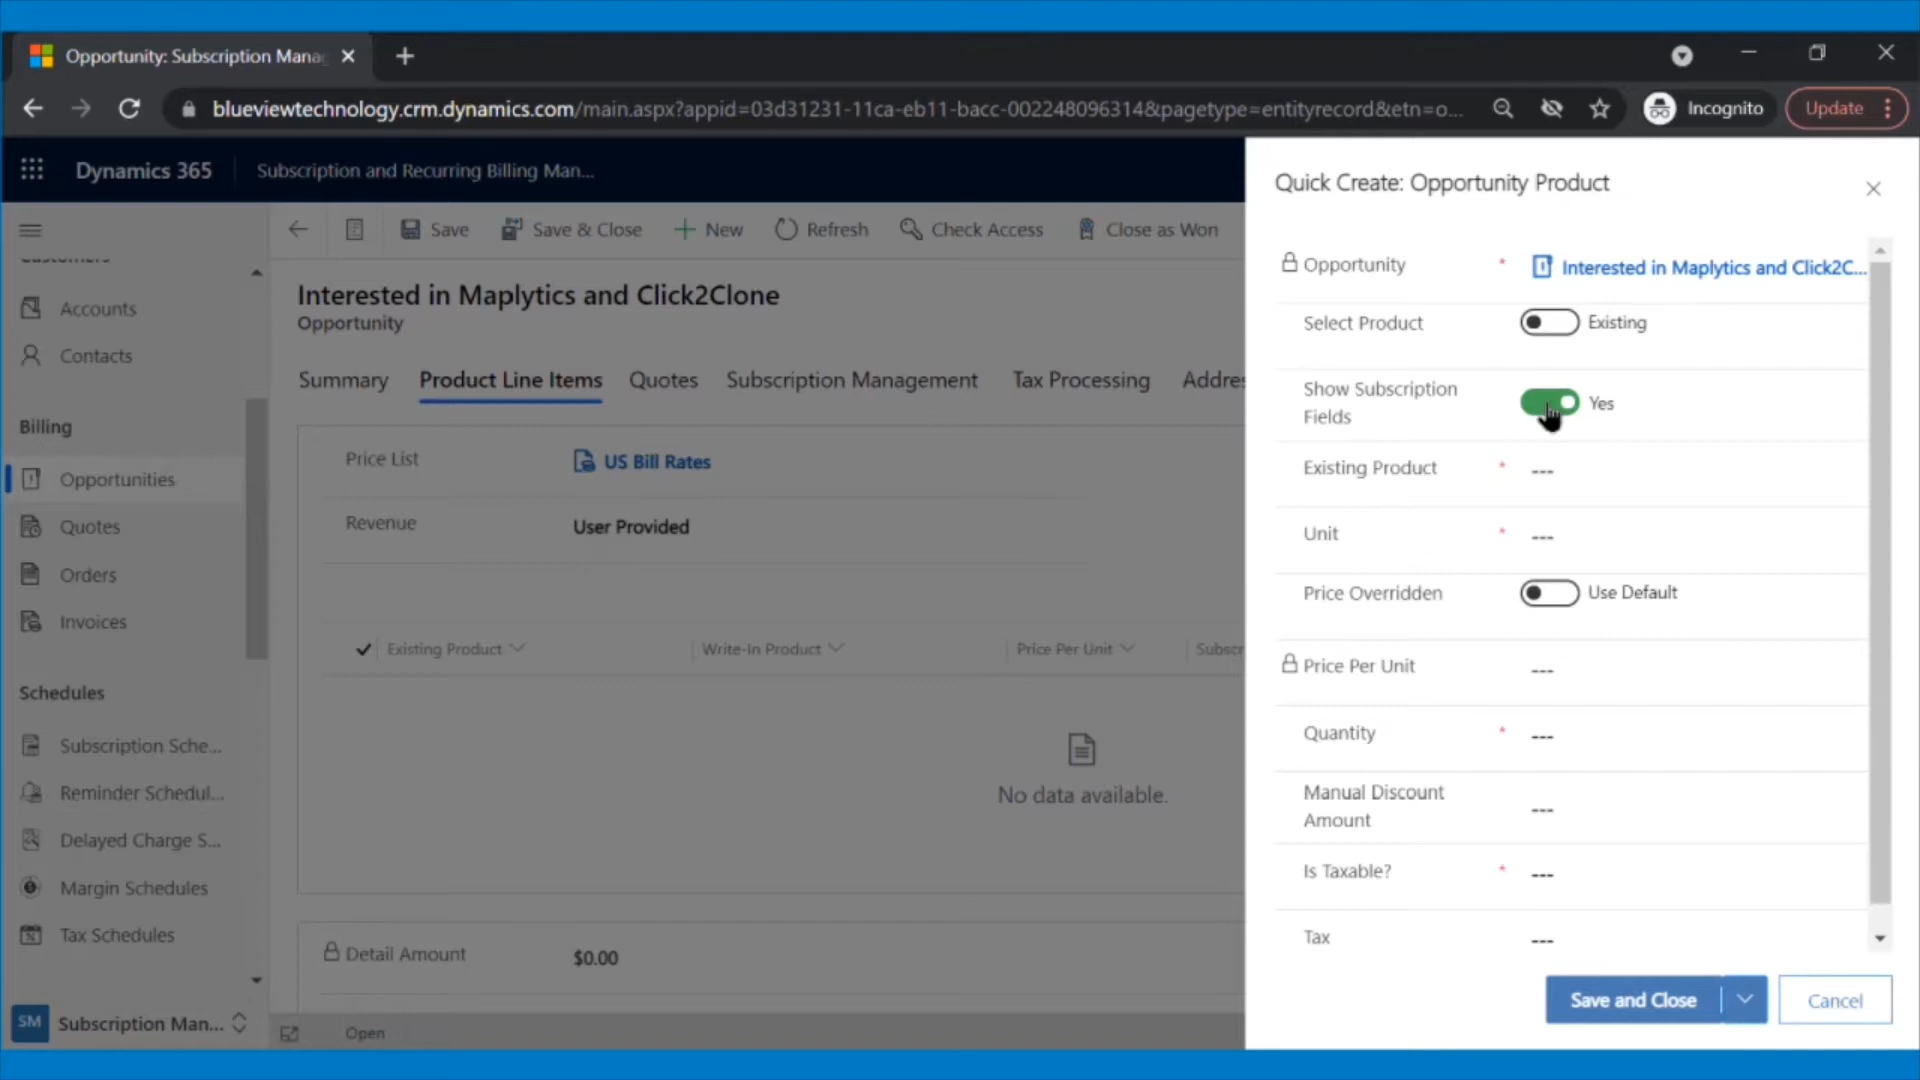 Opportunity: Subscription Mana
blueviewtechnology.crm.dynamics.com/main.aspx?appid=03d31231-11ca-eb11-bacc-002248096314&pagetype=entityrecord&etn=o...
Incognito
Update
Dynamics 365
Subscription and Recurring Billing Man...
Save
Save & Close
New
Refresh
Check Access
Close as Won
Customers
Accounts
Contacts
Billing
Opportunities
Quotes
Orders
Invoices
Schedules
Subscription Sche...
Reminder Schedul...
Delayed Charge S...
Margin Schedules
Tax Schedules
SM
Subscription Man...
Interested in Maplytics and Click2Clone
Opportunity
Summary
Product Line Items
Quotes
Subscription Management
Tax Processing
Addre
Price List
US Bill Rates
Revenue
User Provided
Existing Product
Write-In Product
Price Per Unit
Subscr
No data available.
Detail Amount
$0.00
Open
Quick Create: Opportunity Product
Opportunity *
Interested in Maplytics and Click2C...
Select Product
Existing
Show Subscription
Fields
Yes
Existing Product * ---
Unit * ---
Price Overridden
Use Default
Price Per Unit ---
Quantity * ---
Manual Discount
Amount
---
Is Taxable? * ---
Tax ---
Save and Close
Cancel